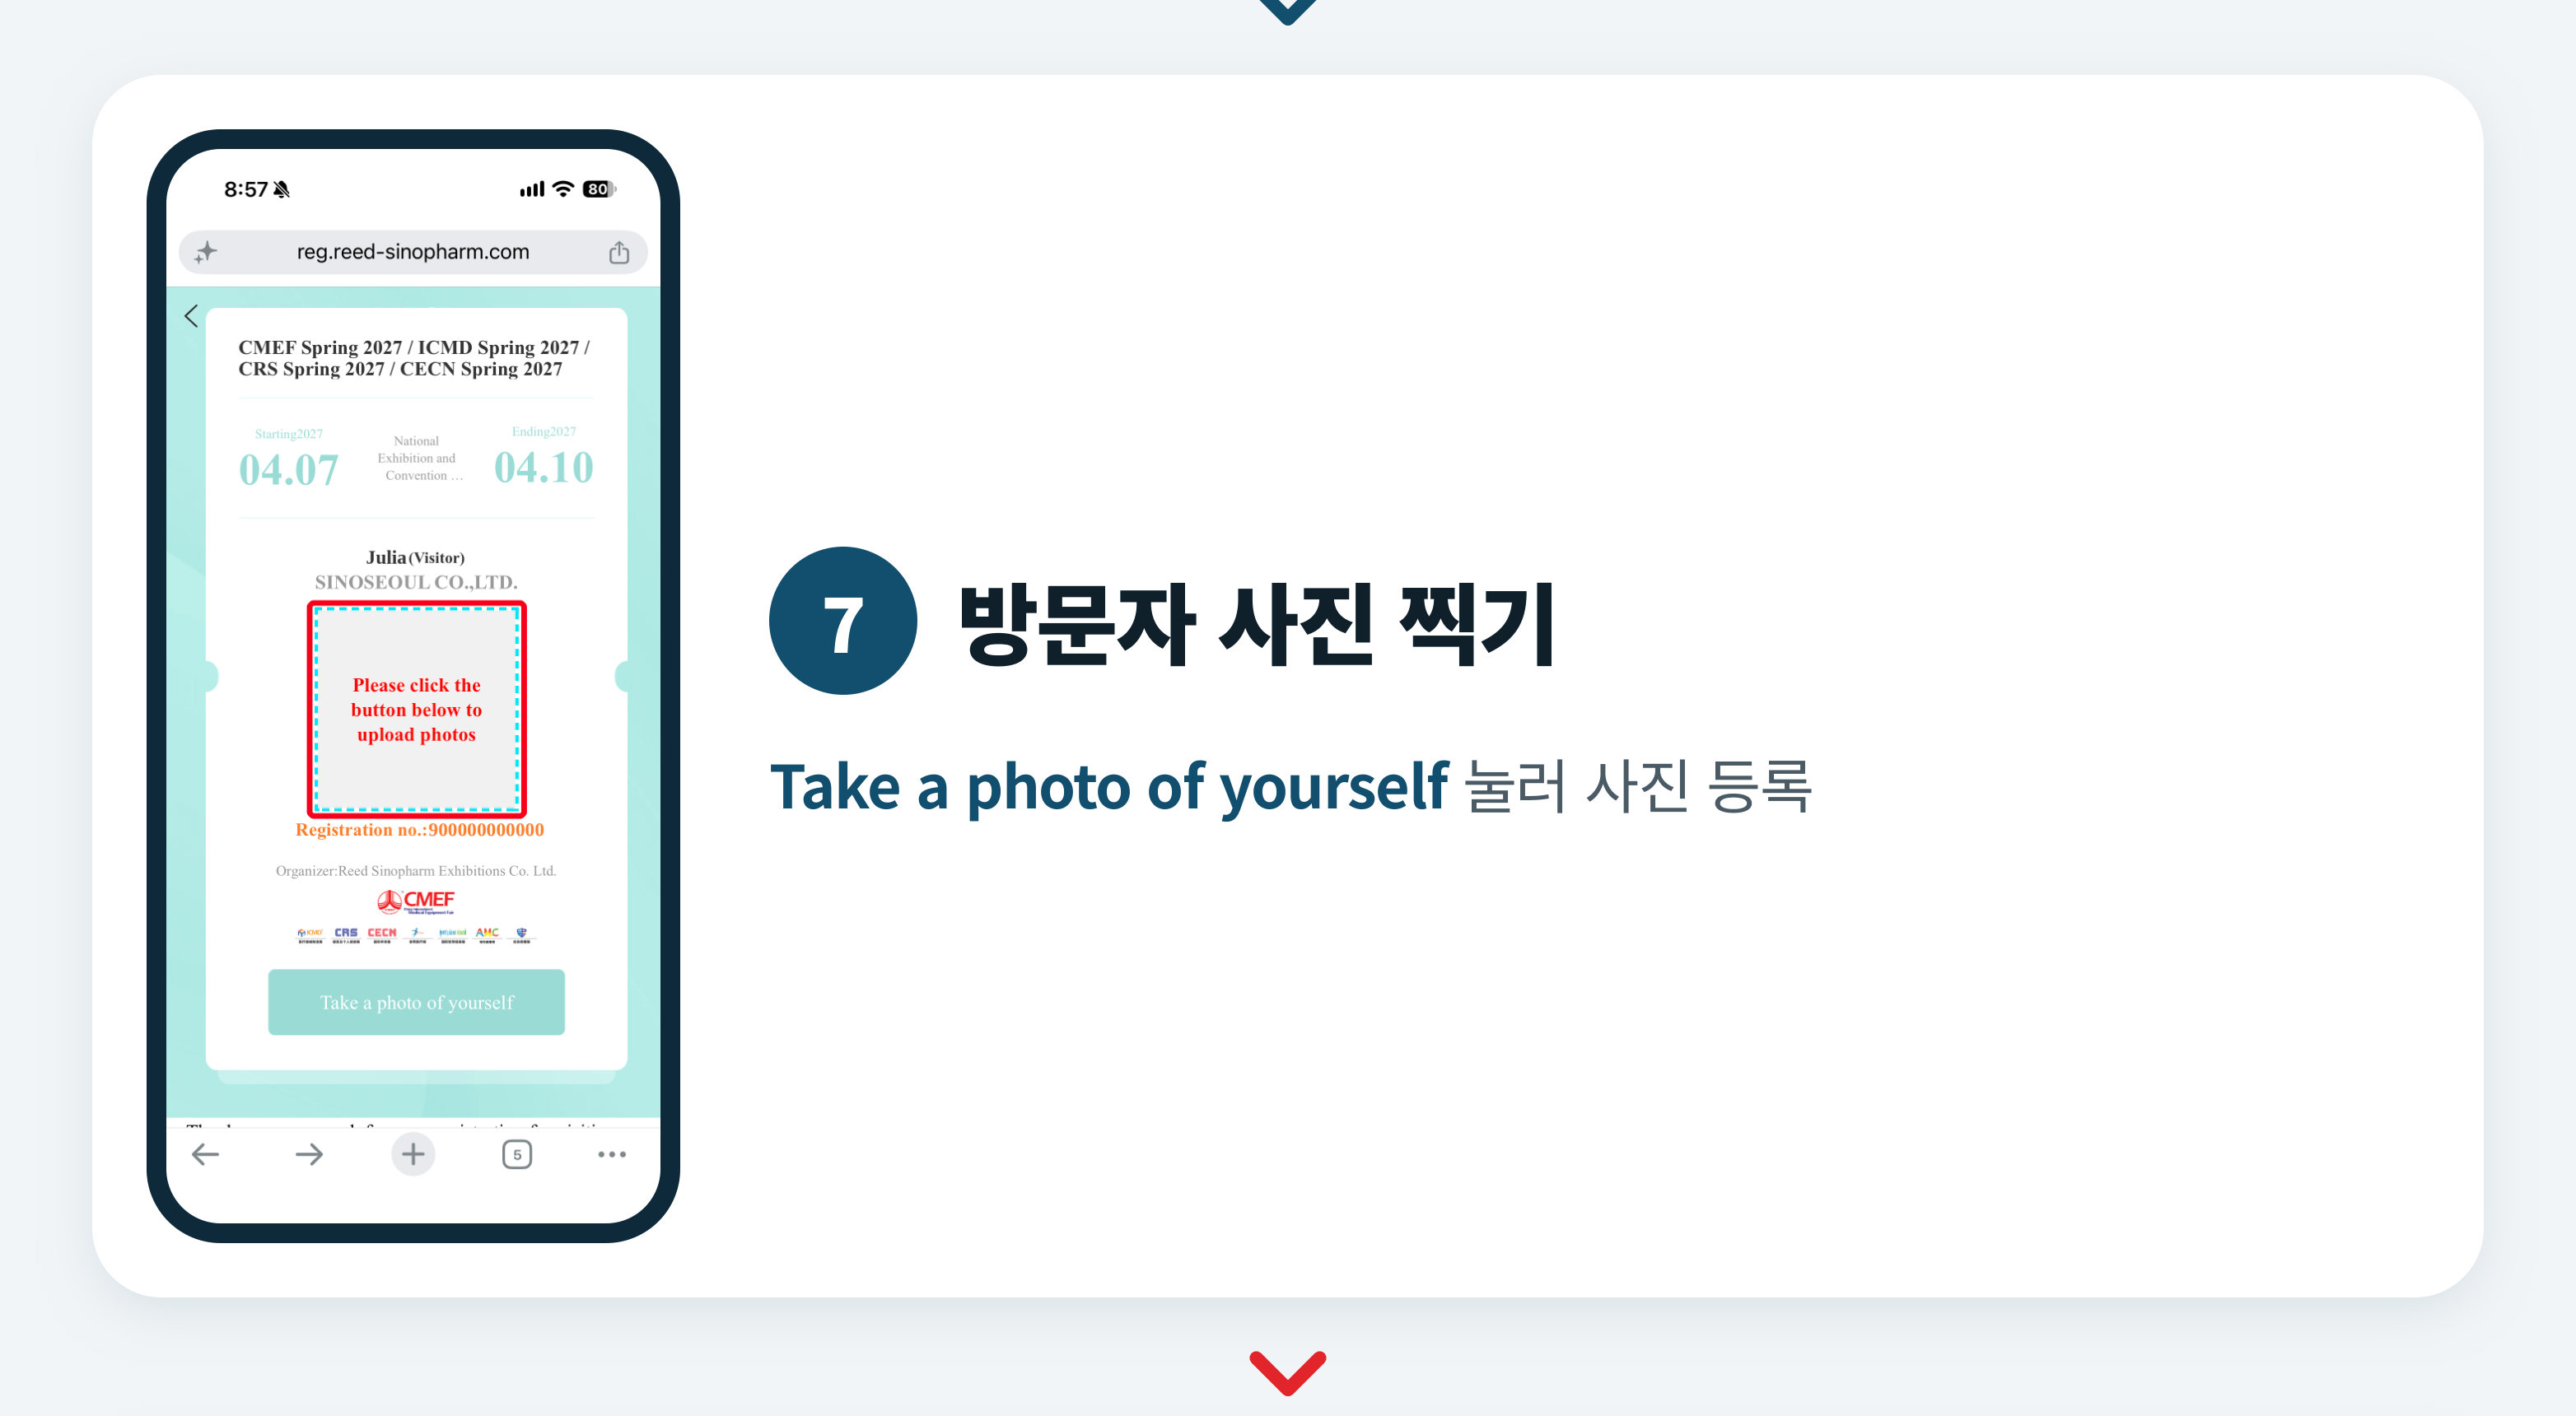 8:57
80
reg.reed-sinopharm.com
CMEF Spring 2027 / ICMD Spring 2027 /
CRS Spring 2027 / CECN Spring 2027
Starting2027
04.07
National
Exhibition and
Convention ...
Ending2027
04.10
Julia(Visitor)
SINOSEOUL CO.,LTD.
Please click the
button below to
upload photos
Registration no.:900000000000
Organizer:Reed Sinopharm Exhibitions Co. Ltd.
CMEF
ICMD CRS CECN AMC
Take a photo of yourself
5
7 방문자 사진 찍기
Take a photo of yourself 눌러 사진 등록